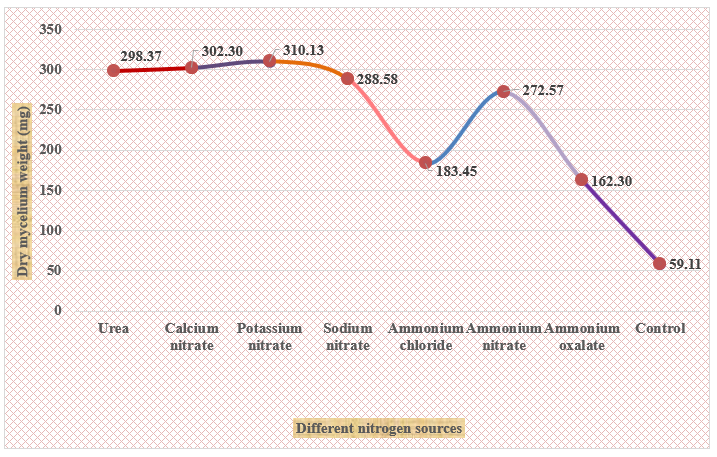 350
300
250
200
150
100
50
0
Dry mycelium weight (mg)
298.37
302.30
310.13
288.58
183.45
272.57
162.30
59.11
Urea
Calcium
nitrate
Potassium
nitrate
Sodium
nitrate
Ammonium
chloride
Ammonium
nitrate
Ammonium
oxalate
Control
Different nitrogen sources